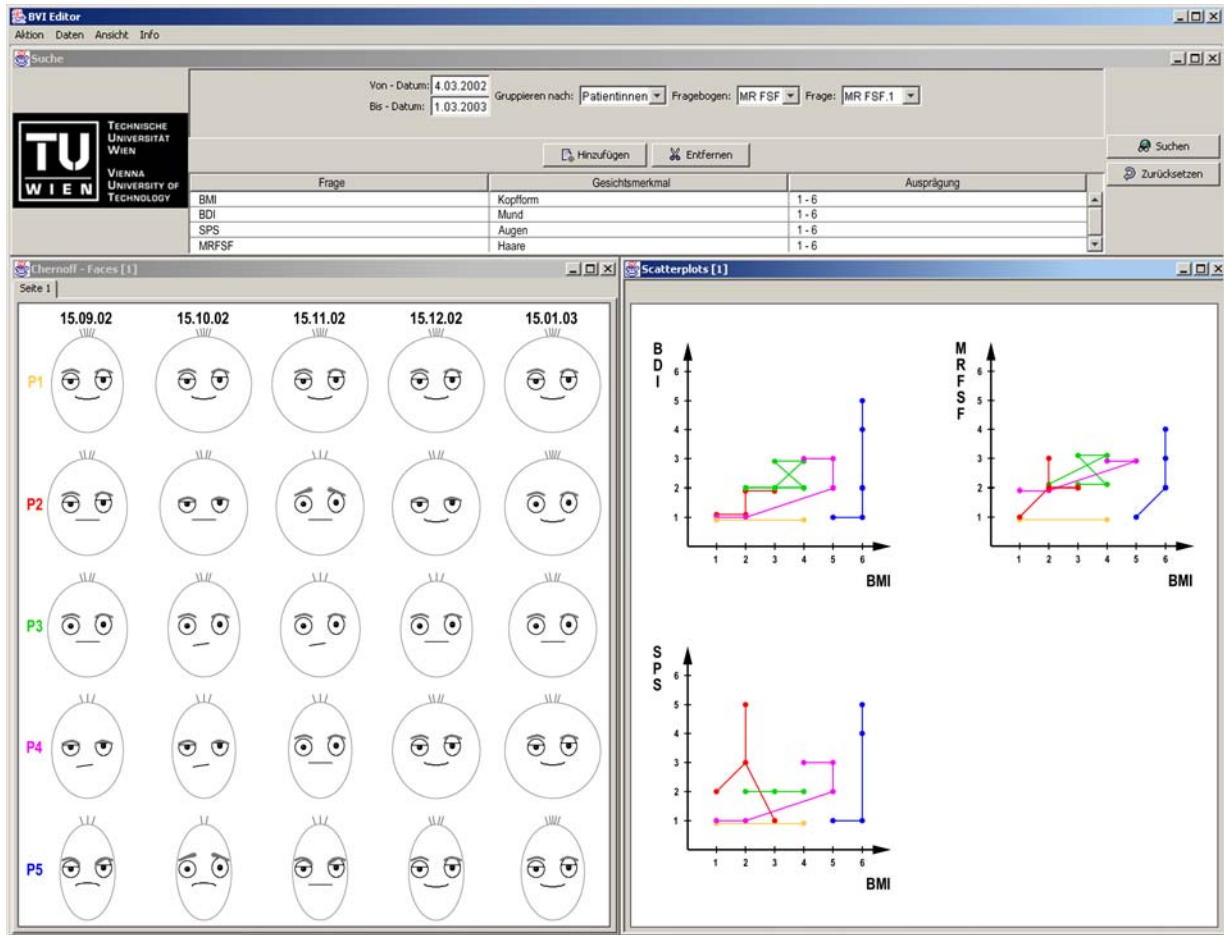 BVI Editor
Aktion Daten Ansicht Info
Suche
Von - Datum: 4.03.2002
Bis - Datum: 1.03.2003
Gruppieren nach: Patientinnen Fragebogen: MR FSF Frage: MR FSF.1
TU
WIEN
TECHNISCHE
UNIVERSITÄT
WIEN
VIENNA
UNIVERSITY OF
TECHNOLOGY
Hinzufügen Entfernen
Suchen
Zurücksetzen
Frage Gesichtsmerkmal Ausprägung
BMI Kopfform 1 - 6
BDI Mund 1 - 6
SPS Augen 1 - 6
MRFSF Haare 1 - 6
Chernoff - Faces [1]
Seite 1
15.09.02 15.10.02 15.11.02 15.12.02 15.01.03
P1
P2
P3
P4
P5
Scatterplots [1]
BDI
6
5
4
3
2
1
1 2 3 4 5 6
BMI
MRFSF
6
5
4
3
2
1
1 2 3 4 5 6
BMI
SPS
6
5
4
3
2
1
1 2 3 4 5 6
BMI